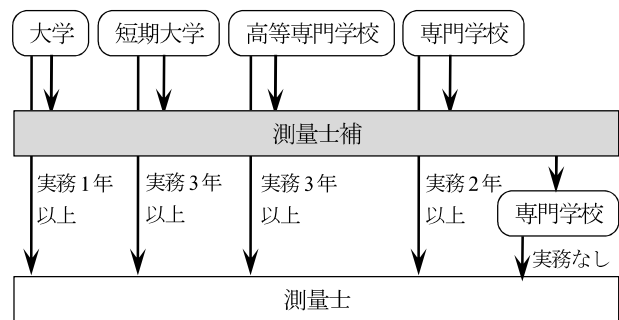 大学
短期大学
高等専門学校
専門学校
測量士補
実務1年
以上
実務3年
以上
実務3年
以上
実務2年
以上
専門学校
実務なし
測量士